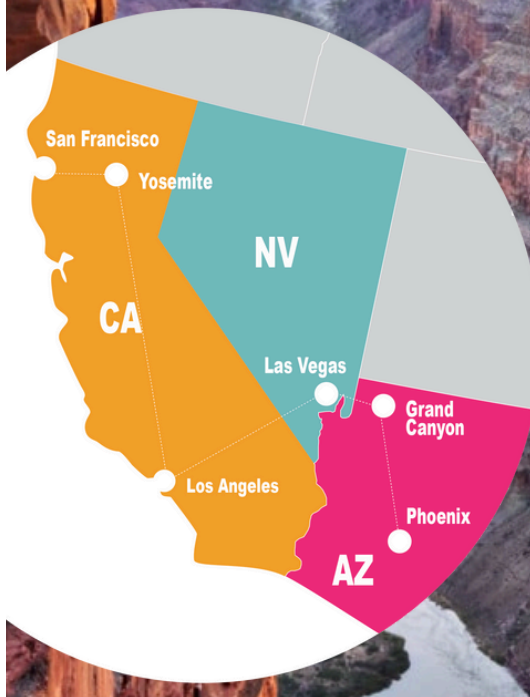 San Francisco
Yosemite
NV
CA
Las Vegas
Grand
Canyon
Los Angeles
Phoenix
AZ